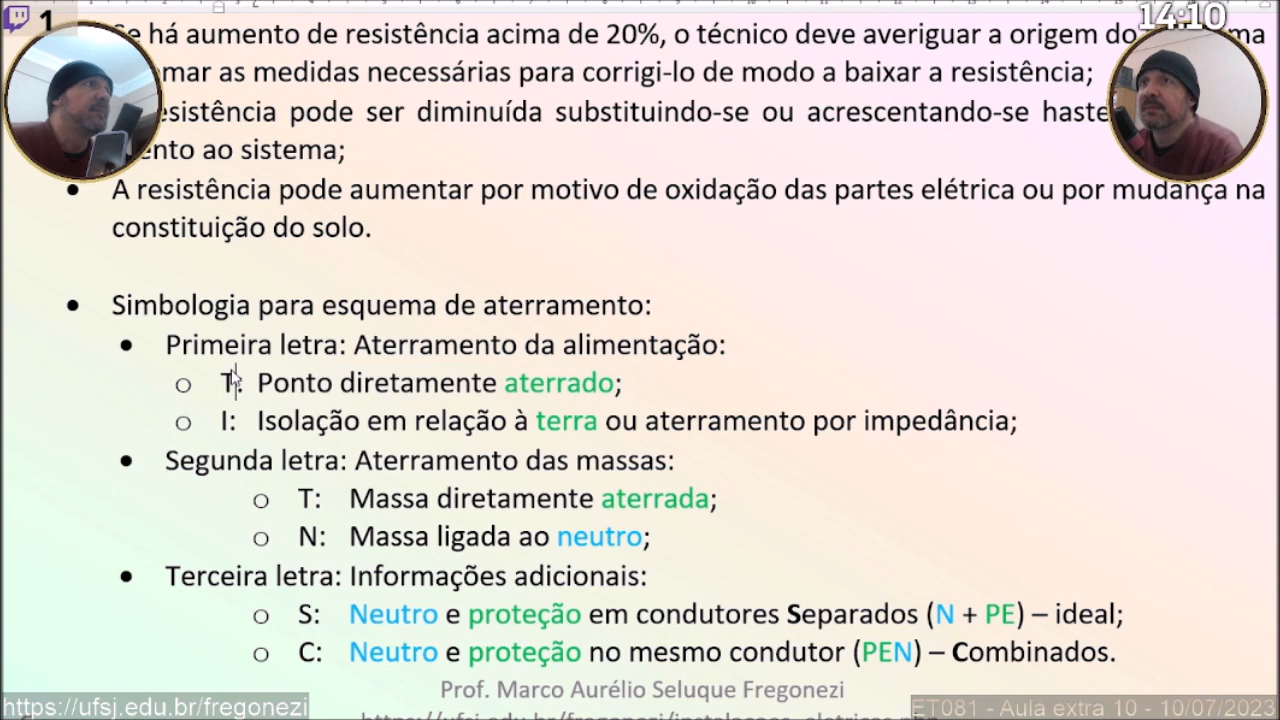 1
14:10
Se há aumento de resistência acima de 20%, o técnico deve averiguar a origem do
as medidas necessárias para corrigi-lo de modo a baixar a resistência;
resistência pode ser diminuída substituindo-se ou acrescentando-se
ao sistema;
• A resistência pode aumentar por motivo de oxidação das partes elétrica ou por mudança na
constituição do solo.
• Simbologia para esquema de aterramento:
• Primeira letra: Aterramento da alimentação:
o T: Ponto diretamente aterrado;
o I: Isolação em relação à terra ou aterramento por impedância;
• Segunda letra: Aterramento das massas:
o T: Massa diretamente aterrada;
o N: Massa ligada ao neutro;
• Terceira letra: Informações adicionais:
o S: Neutro e proteção em condutores Separados (N + PE) – ideal;
o C: Neutro e proteção no mesmo condutor (PEN) – Combinados.
Prof. Marco Aurélio Seluque Fregonezi
https://ufsj.edu.br/fregonezi
ET081 - Aula extra 10 - 10/07/2023